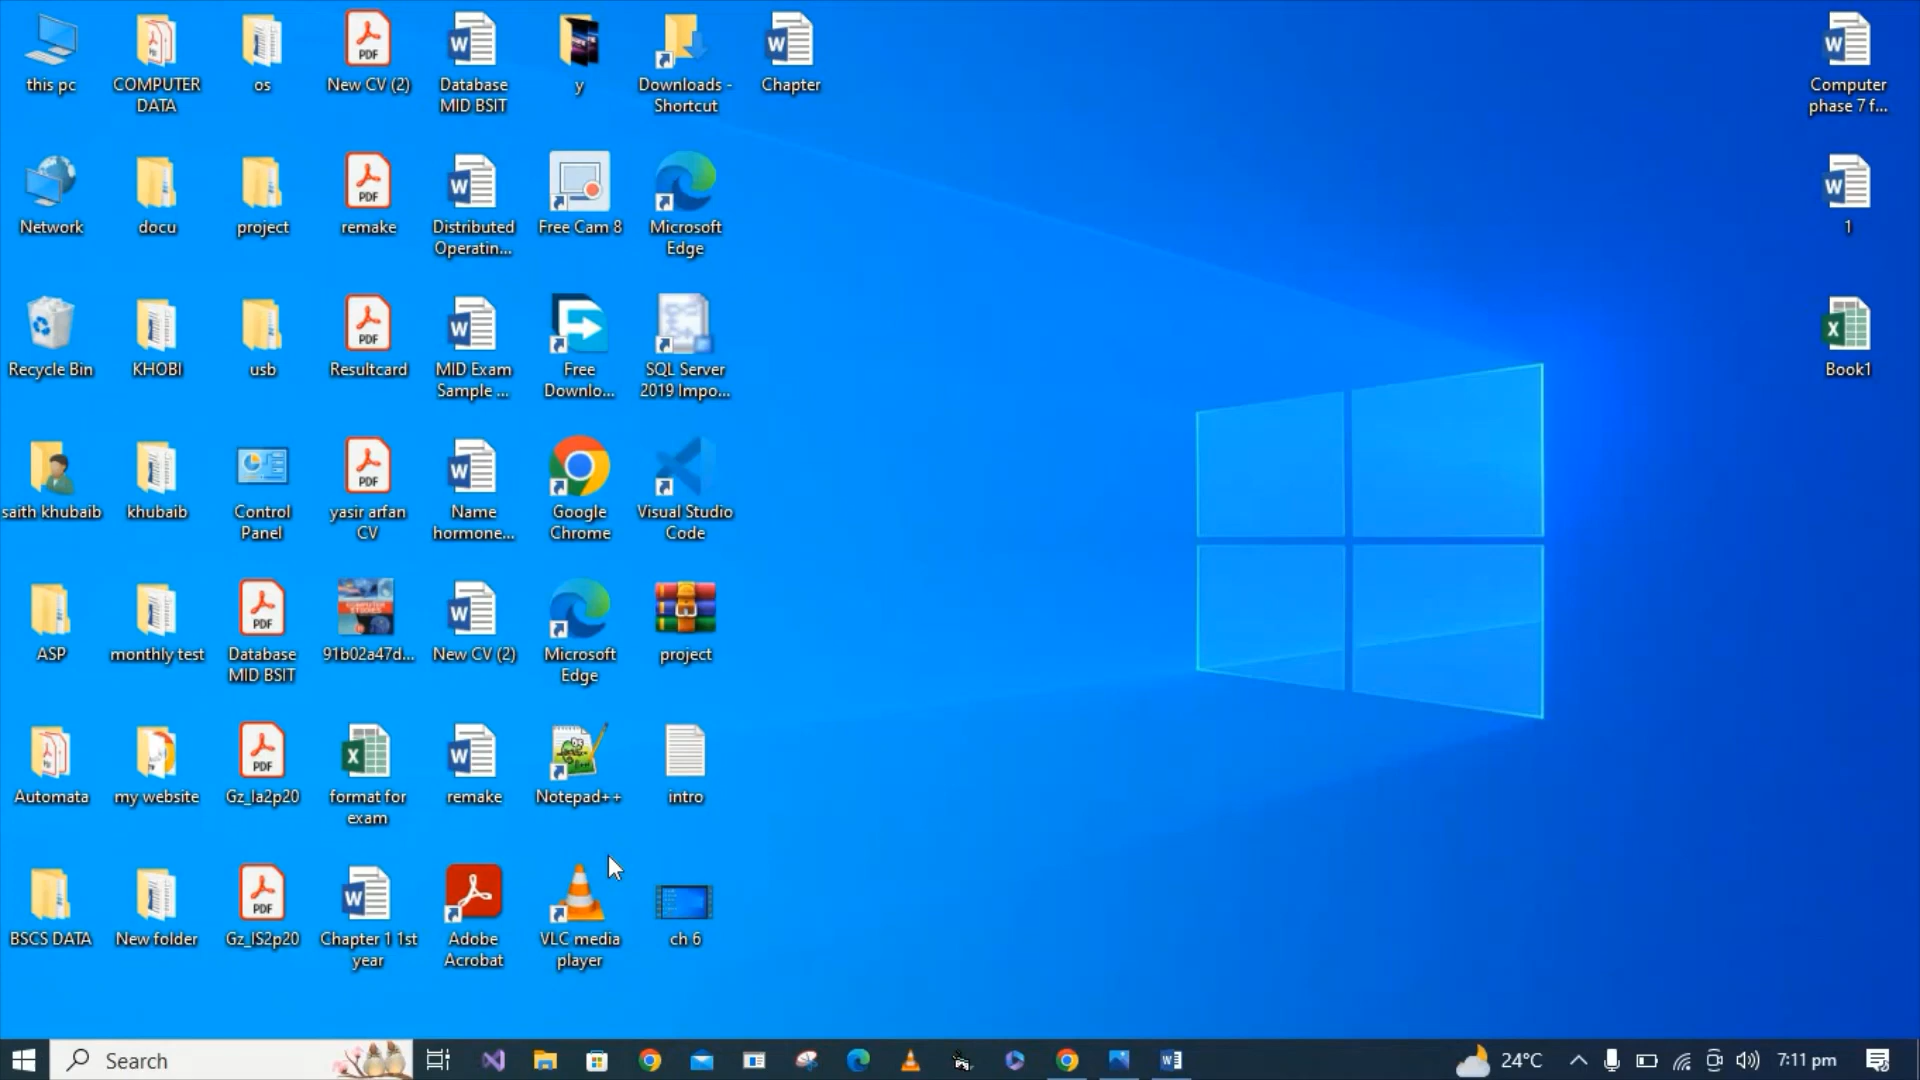 this pc
COMPUTER
DATA
os
New CV (2)
Database
MID BSIT
y
Downloads -
Shortcut
Chapter
Computer
phase 7 f...
Network
docu
project
remake
Distributed
Operatin...
Free Cam 8
Microsoft
Edge
1
Recycle Bin
KHOBI
usb
Resultcard
MID Exam
Sample ...
Free
Downlo...
SQL Server
2019 Impo...
Book1
saith khubaib
khubaib
Control
Panel
yasir arfan
CV
Name
hormone...
Google
Chrome
Visual Studio
Code
ASP
monthly test
Database
MID BSIT
91b02a47d...
New CV (2)
Microsoft
Edge
project
Automata
my website
Gz_la2p20
format for
exam
remake
Notepad++
intro
BSCS DATA
New folder
Gz_lS2p20
Chapter 1 1st
year
Adobe
Acrobat
VLC media
player
ch 6
Search
24°C
7:11 pm